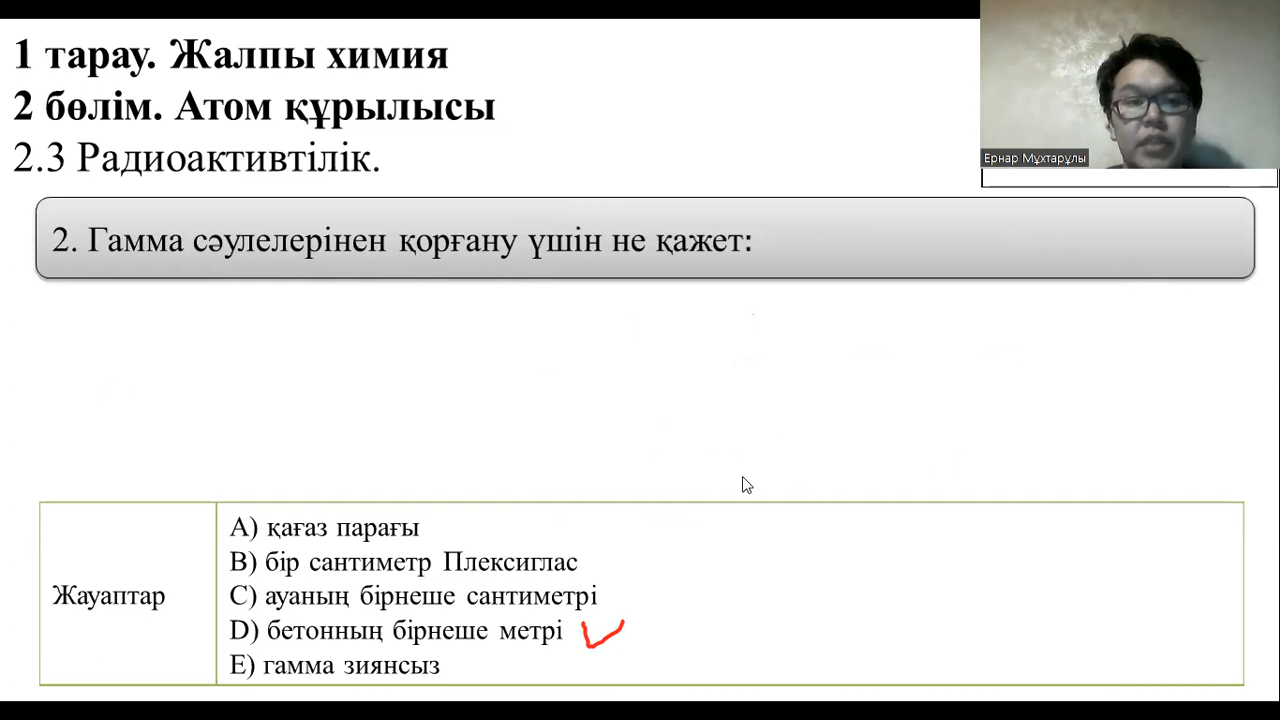 1 тарау. Жалпы химия
2 бөлім. Атом құрылысы
2.3 Радиоактивтілік.
Ернар Мұхтарұлы
2. Гамма сәулелерінен қорғану үшін не қажет:
Жауаптар
A) қағаз парағы
B) бір сантиметр Плексиглас
C) ауаның бірнеше сантиметрі
D) бетонның бірнеше метрі
E) гамма зиянсыз